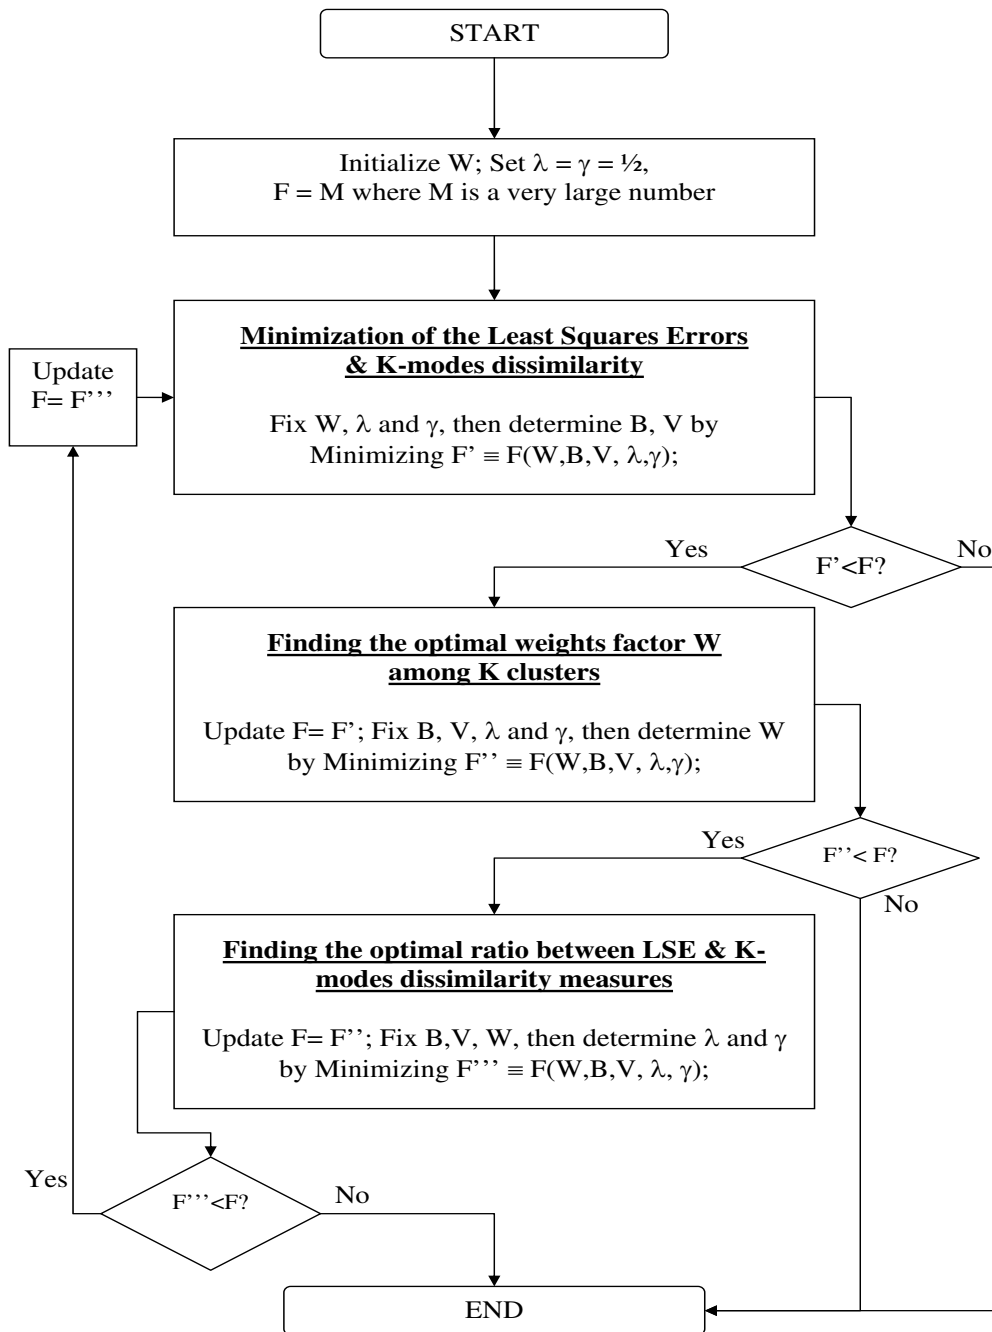 START
Initialize W; Set λ = γ = ½,
F = M where M is a very large number
Minimization of the Least Squares Errors
& K-modes dissimilarity
Update
F= F’’’
Fix W, λ and γ, then determine B, V by
Minimizing F' ≡ F(W,B,V, λ,γ);
Yes
F'<F?
No
Finding the optimal weights factor W
among K clusters
Update F= F'; Fix B, V, λ and γ, then determine W
by Minimizing F’’ ≡ F(W,B,V, λ,γ);
Yes
F’’< F?
No
Finding the optimal ratio between LSE & K-
modes dissimilarity measures
Update F= F’’; Fix B,V, W, then determine λ and γ
by Minimizing F’’’ ≡ F(W,B,V, λ, γ);
Yes
F’’’<F?
No
END